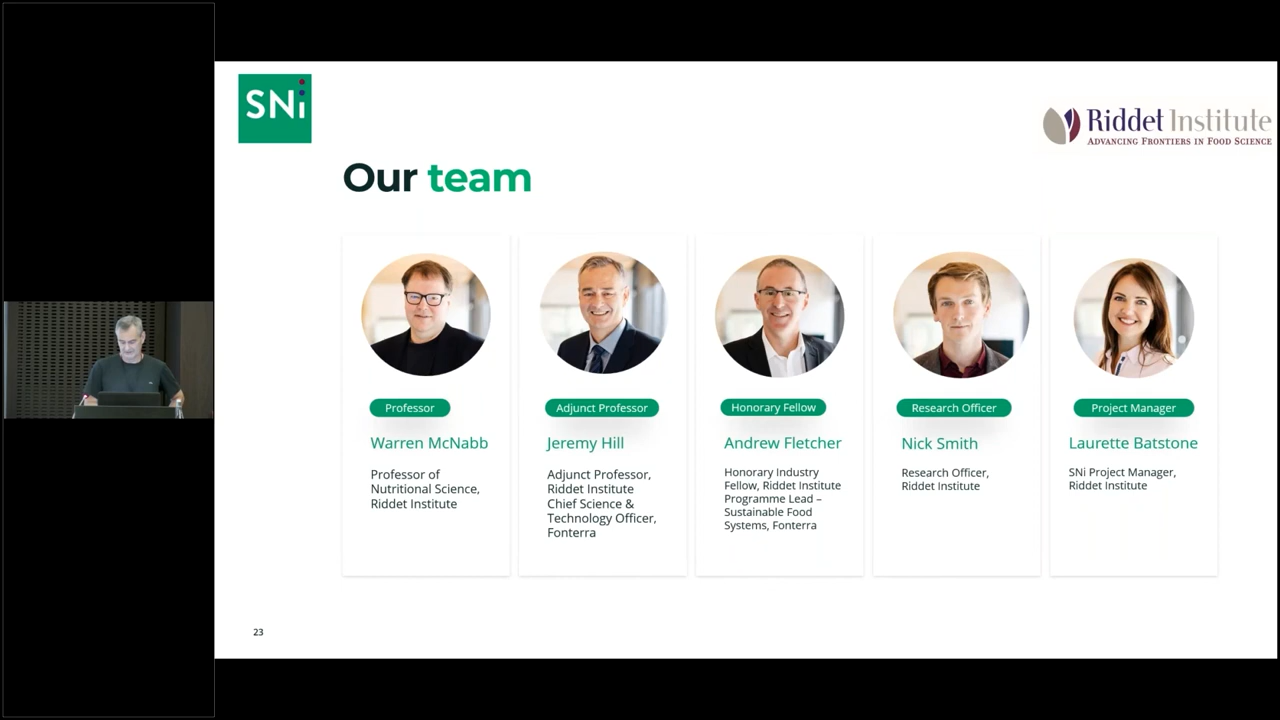 SNi
Riddet Institute
ADVANCING FRONTIERS IN FOOD SCIENCE
Our team
Professor
Warren McNabb
Professor of
Nutritional Science,
Riddet Institute
Adjunct Professor
Jeremy Hill
Adjunct Professor,
Riddet Institute
Chief Science &
Technology Officer,
Fonterra
Honorary Fellow
Andrew Fletcher
Honorary Industry
Fellow, Riddet Institute
Programme Lead –
Sustainable Food
Systems, Fonterra
Research Officer
Nick Smith
Research Officer,
Riddet Institute
Project Manager
Laurette Batstone
SNi Project Manager,
Riddet Institute
23